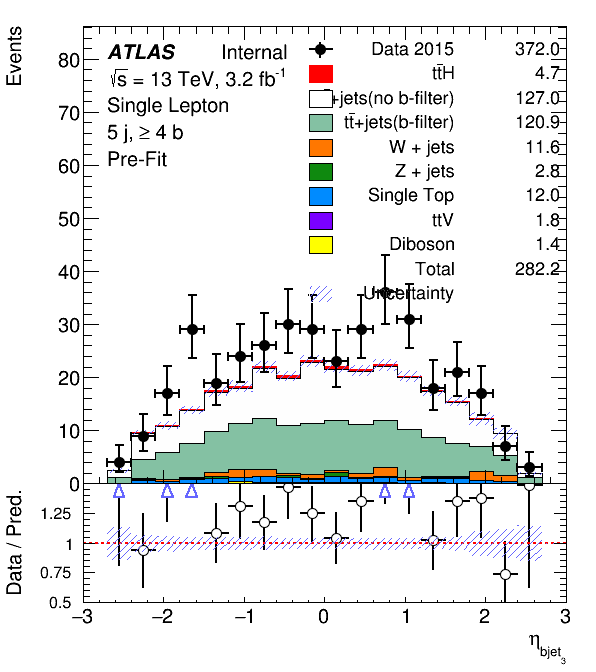 Events
ATLAS Internal
√s = 13 TeV, 3.2 fb⁻¹
Single Lepton
5 j, ≥ 4 b
Pre-Fit
Data 2015 372.0
tt̄H 4.7
+jets(no b-filter) 127.0
tt̄+jets(b-filter) 120.9
W + jets 11.6
Z + jets 2.8
Single Top 12.0
ttV 1.8
Diboson 1.4
Total 282.2
Uncertainty
80
70
60
50
40
30
20
10
0
Data / Pred.
1.25
1
0.75
0.5
−3 −2 −1 0 1 2 3
η_bjet_3